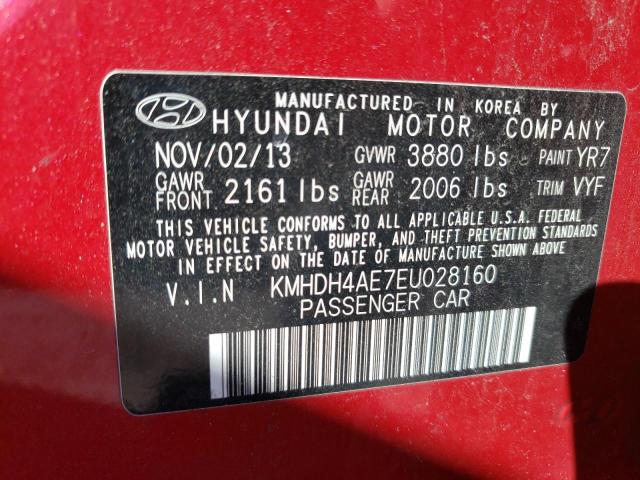 MANUFACTURED IN KOREA BY
HYUNDAI MOTOR COMPANY
NOV/02/13 GVWR 3880 lbs PAINT YR7
GAWR FRONT 2161 lbs GAWR REAR 2006 lbs TRIM VYF
THIS VEHICLE CONFORMS TO ALL APPLICABLE U.S.A. FEDERAL
MOTOR VEHICLE SAFETY, BUMPER, AND THEFT PREVENTION STANDARDS
IN EFFECT ON THE DATE OF MANUFACTURE SHOWN ABOVE
V.I.N KMHDH4AE7EU028160
PASSENGER CAR